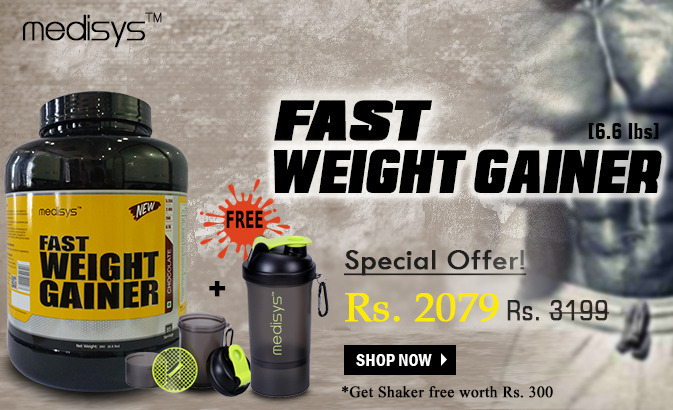 medisys™
FAST
[6.6 lbs]
WEIGHT GAINER
FREE
medisys™
NEW
FAST
WEIGHT
GAINER
CHOCOLATE
+
medisys™
Special Offer!
Rs. 2079 Rs. 3199
SHOP NOW
*Get Shaker free worth Rs. 300